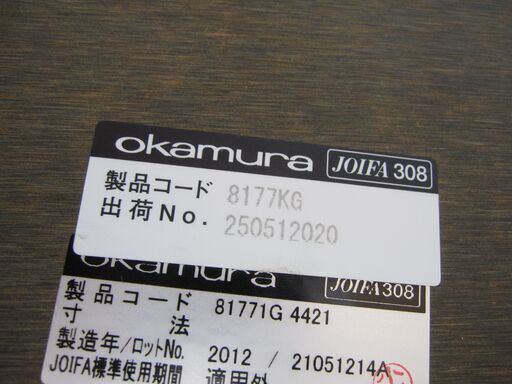 okamura JOIFA 308
製品コード 8177KG
出荷No. 250512020
okamura JOIFA 308
製品コード 81771G 4421
寸法
製造年/ロットNo. 2012 / 21051214A
JOIFA標準使用期間 適用外